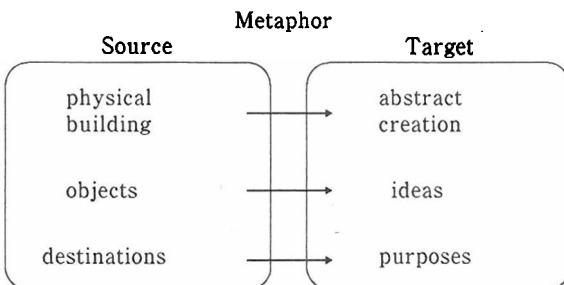 Metaphor
Source Target
physical building
abstract creation
objects ideas
destinations purposes